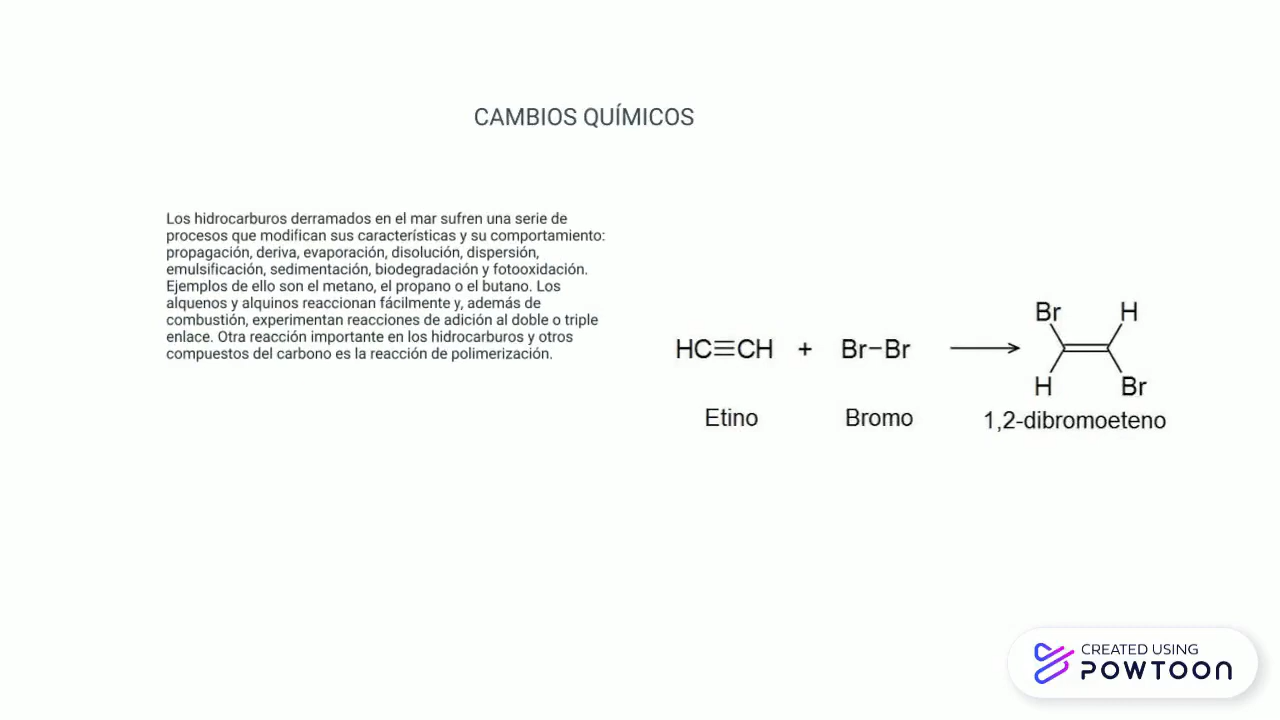 CAMBIOS QUÍMICOS
Los hidrocarburos derramados en el mar sufren una serie de
procesos que modifican sus características y su comportamiento:
propagación, deriva, evaporación, disolución, dispersión,
emulsificación, sedimentación, biodegradación y fotooxidación.
Ejemplos de ello son el metano, el propano o el butano. Los
alquenos y alquinos reaccionan fácilmente y, además de
combustión, experimentan reacciones de adición al doble o triple
enlace. Otra reacción importante en los hidrocarburos y otros
compuestos del carbono es la reacción de polimerización.
Br H
HC≡CH + Br–Br ⟶
H Br
Etino Bromo 1,2-dibromoeteno
CREATED USING
POWTOON